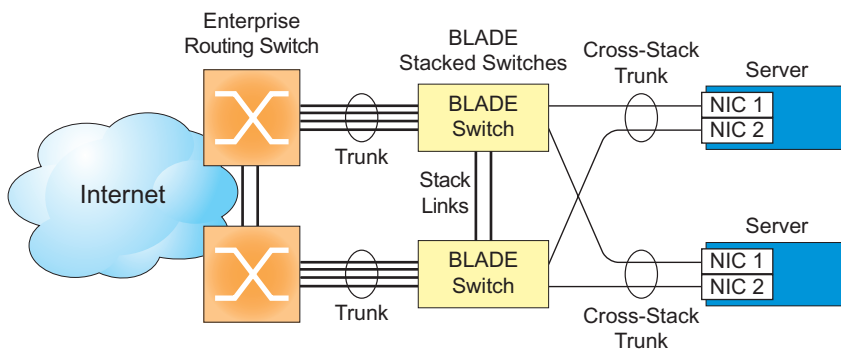 Enterprise
Routing Switch
BLADE
Stacked Switches
Cross-Stack
Trunk
Server
BLADE
Switch
NIC 1
NIC 2
Trunk
Internet
Stack
Links
Server
BLADE
Switch
NIC 1
NIC 2
Trunk
Cross-Stack
Trunk